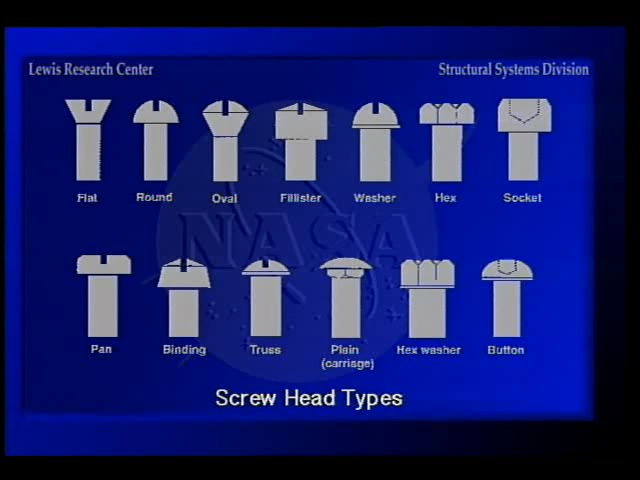 Lewis Research Center
Structural Systems Division
Flat Round Oval Fillister Washer Hex Socket
NASA
Pan Binding Truss Plain (carriage) Hex washer Button
Screw Head Types